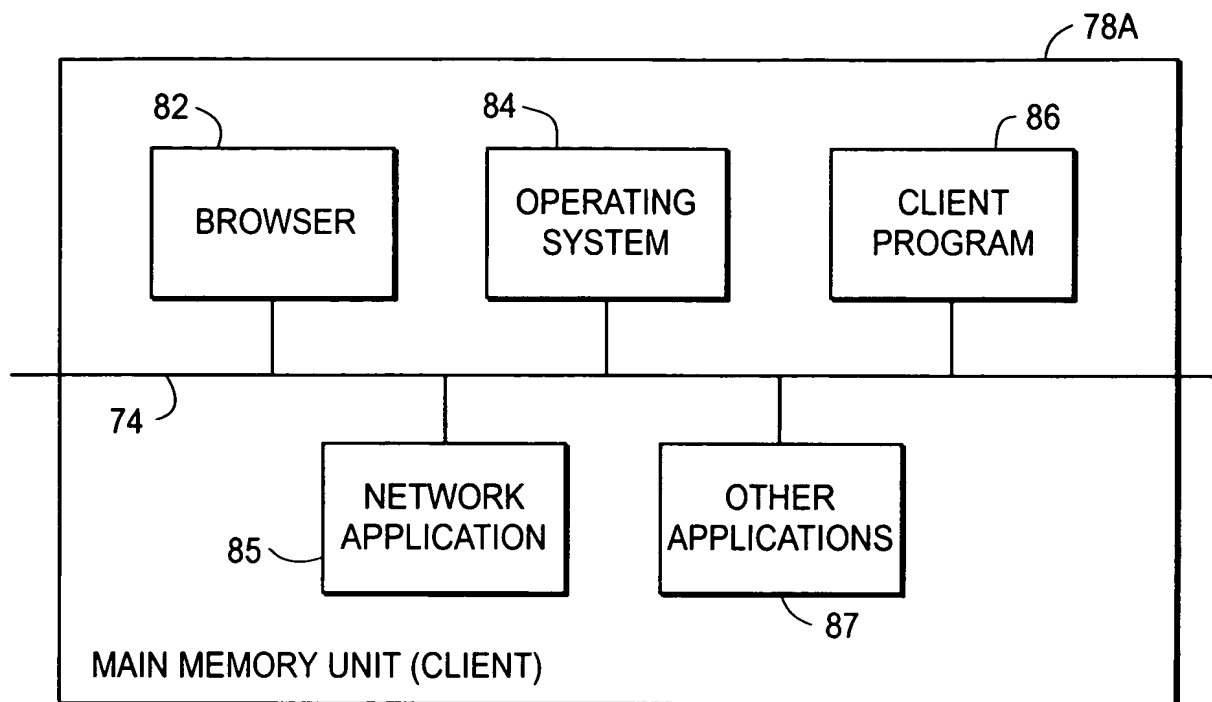 78A
82
84
86
BROWSER
OPERATING
SYSTEM
CLIENT
PROGRAM
74
NETWORK
APPLICATION
OTHER
APPLICATIONS
85
87
MAIN MEMORY UNIT (CLIENT)